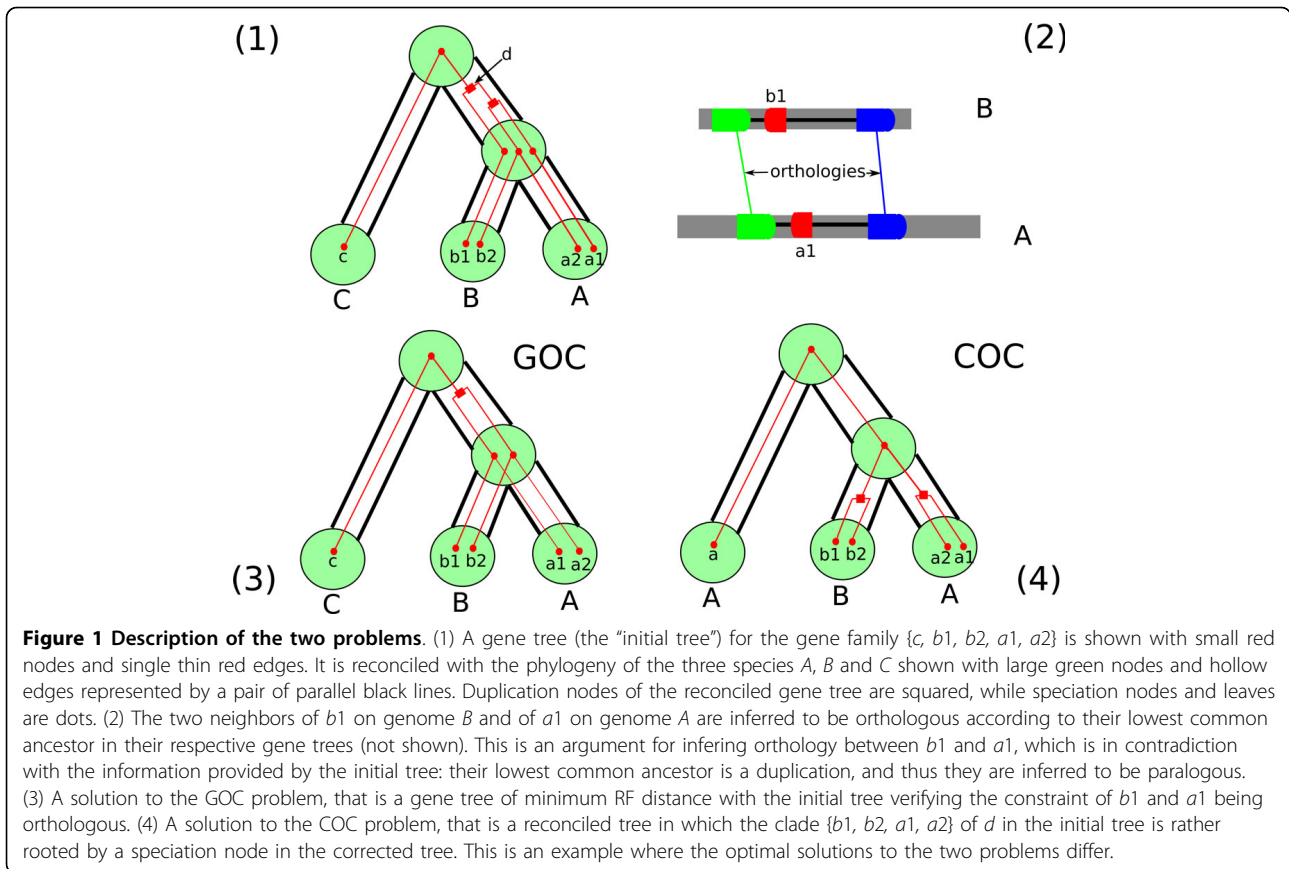 (1)
d
c
b1 b2
a2 a1
C
B
A
(2)
b1
B
orthologies
A
a1
GOC
c
b1 b2
a1 a2
(3)
C
B
A
COC
a
b1 b2
a2 a1
A
B
A
(4)
Figure 1 Description of the two problems. (1) A gene tree (the “initial tree”) for the gene family {c, b1, b2, a1, a2} is shown with small red
nodes and single thin red edges. It is reconciled with the phylogeny of the three species A, B and C shown with large green nodes and hollow
edges represented by a pair of parallel black lines. Duplication nodes of the reconciled gene tree are squared, while speciation nodes and leaves
are dots. (2) The two neighbors of b1 on genome B and of a1 on genome A are inferred to be orthologous according to their lowest common
ancestor in their respective gene trees (not shown). This is an argument for infering orthology between b1 and a1, which is in contradiction
with the information provided by the initial tree: their lowest common ancestor is a duplication, and thus they are inferred to be paralogous.
(3) A solution to the GOC problem, that is a gene tree of minimum RF distance with the initial tree verifying the constraint of b1 and a1 being
orthologous. (4) A solution to the COC problem, that is a reconciled tree in which the clade {b1, b2, a1, a2} of d in the initial tree is rather
rooted by a speciation node in the corrected tree. This is an example where the optimal solutions to the two problems differ.